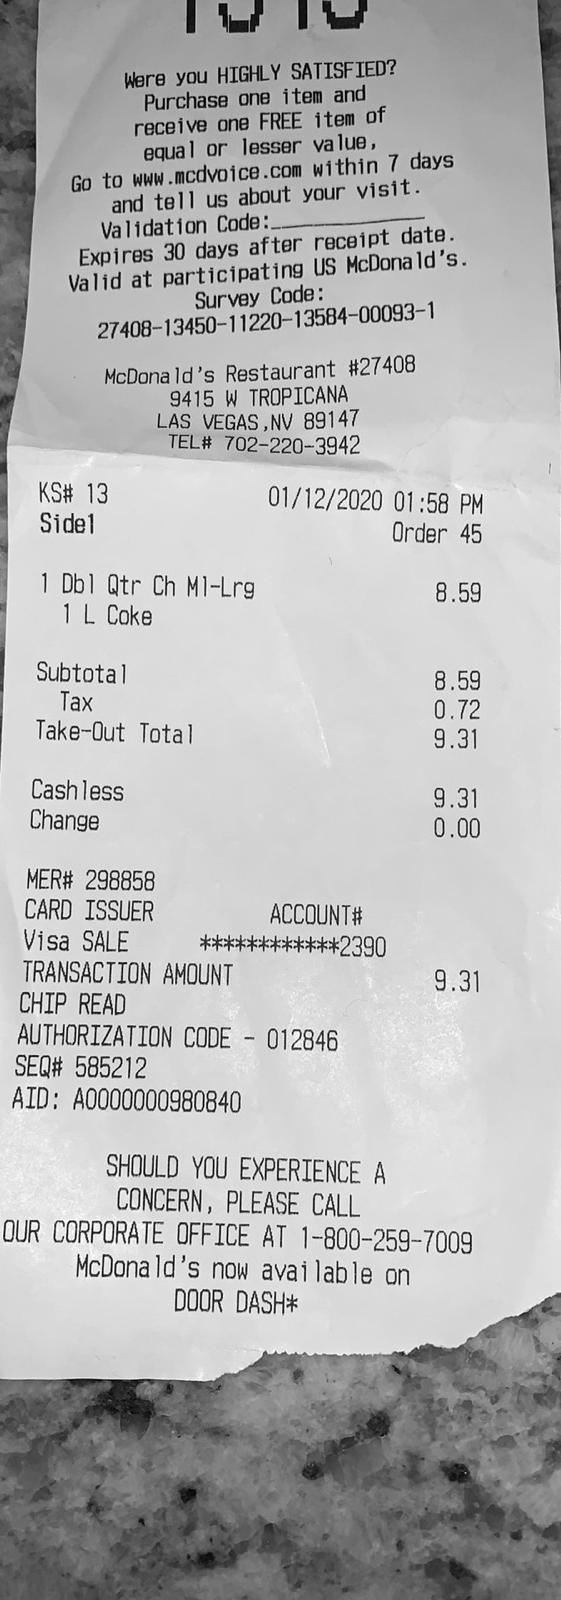 Were you HIGHLY SATISFIED?
Purchase one item and
receive one FREE item of
equal or lesser value,
Go to www.mcdvoice.com within 7 days
and tell us about your visit.
Validation Code:______________
Expires 30 days after receipt date.
Valid at participating US McDonald's.
Survey Code:
27408-13450-11220-13584-00093-1
McDonald's Restaurant #27408
9415 W TROPICANA
LAS VEGAS,NV 89147
TEL# 702-220-3942
KS# 13 01/12/2020 01:58 PM
Side1 Order 45
1 Dbl Qtr Ch Ml-Lrg 8.59
1 L Coke
Subtotal 8.59
Tax 0.72
Take-Out Total 9.31
Cashless 9.31
Change 0.00
MER# 298858
CARD ISSUER ACCOUNT#
Visa SALE ************2390
TRANSACTION AMOUNT 9.31
CHIP READ
AUTHORIZATION CODE - 012846
SEQ# 585212
AID: A0000000980840
SHOULD YOU EXPERIENCE A
CONCERN, PLEASE CALL
OUR CORPORATE OFFICE AT 1-800-259-7009
McDonald's now available on
DOOR DASH*